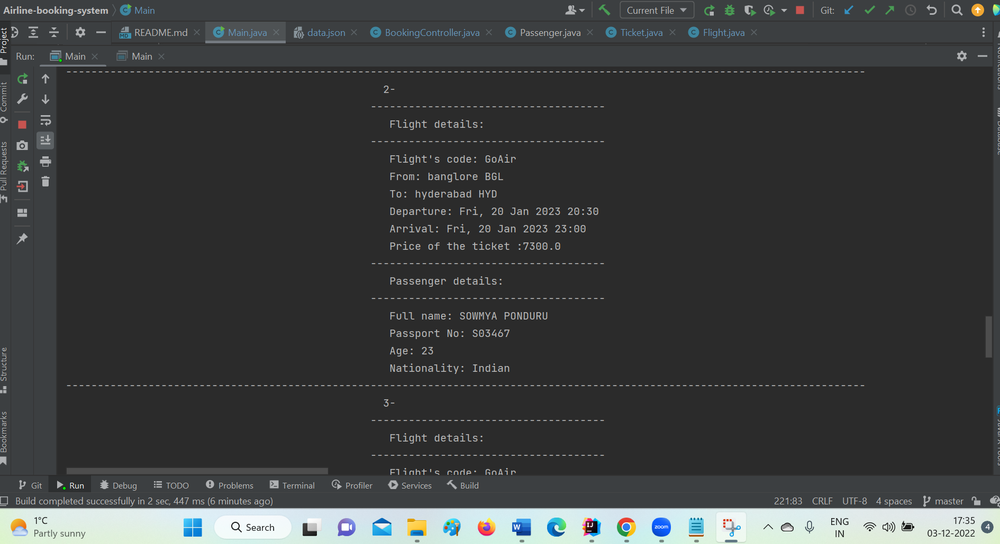 Airline-booking-system Main Current File Git:
README.md Main.java data.json BookingController.java Passenger.java Ticket.java Flight.java
Run: Main Main
Project
Commit
Pull Requests
Structure
Bookmarks
Notifications
Database
--------------------------------------------------------------------------------------------------------------------------
2-
-------------------------------------
Flight details:
-------------------------------------
Flight's code: GoAir
From: banglore BGL
To: hyderabad HYD
Departure: Fri, 20 Jan 2023 20:30
Arrival: Fri, 20 Jan 2023 23:00
Price of the ticket :7300.0
-------------------------------------
Passenger details:
-------------------------------------
Full name: SOWMYA PONDURU
Passport No: S03467
Age: 23
Nationality: Indian
--------------------------------------------------------------------------------------------------------------------------
3-
-------------------------------------
Flight details:
-------------------------------------
Flight's code: GoAir
Git Run Debug TODO Problems Terminal Profiler Services Build
Build completed successfully in 2 sec, 447 ms (6 minutes ago) 221:83 CRLF UTF-8 4 spaces master
1°C
Partly sunny
Search
zoom
ENG
IN
17:35
03-12-2022
4